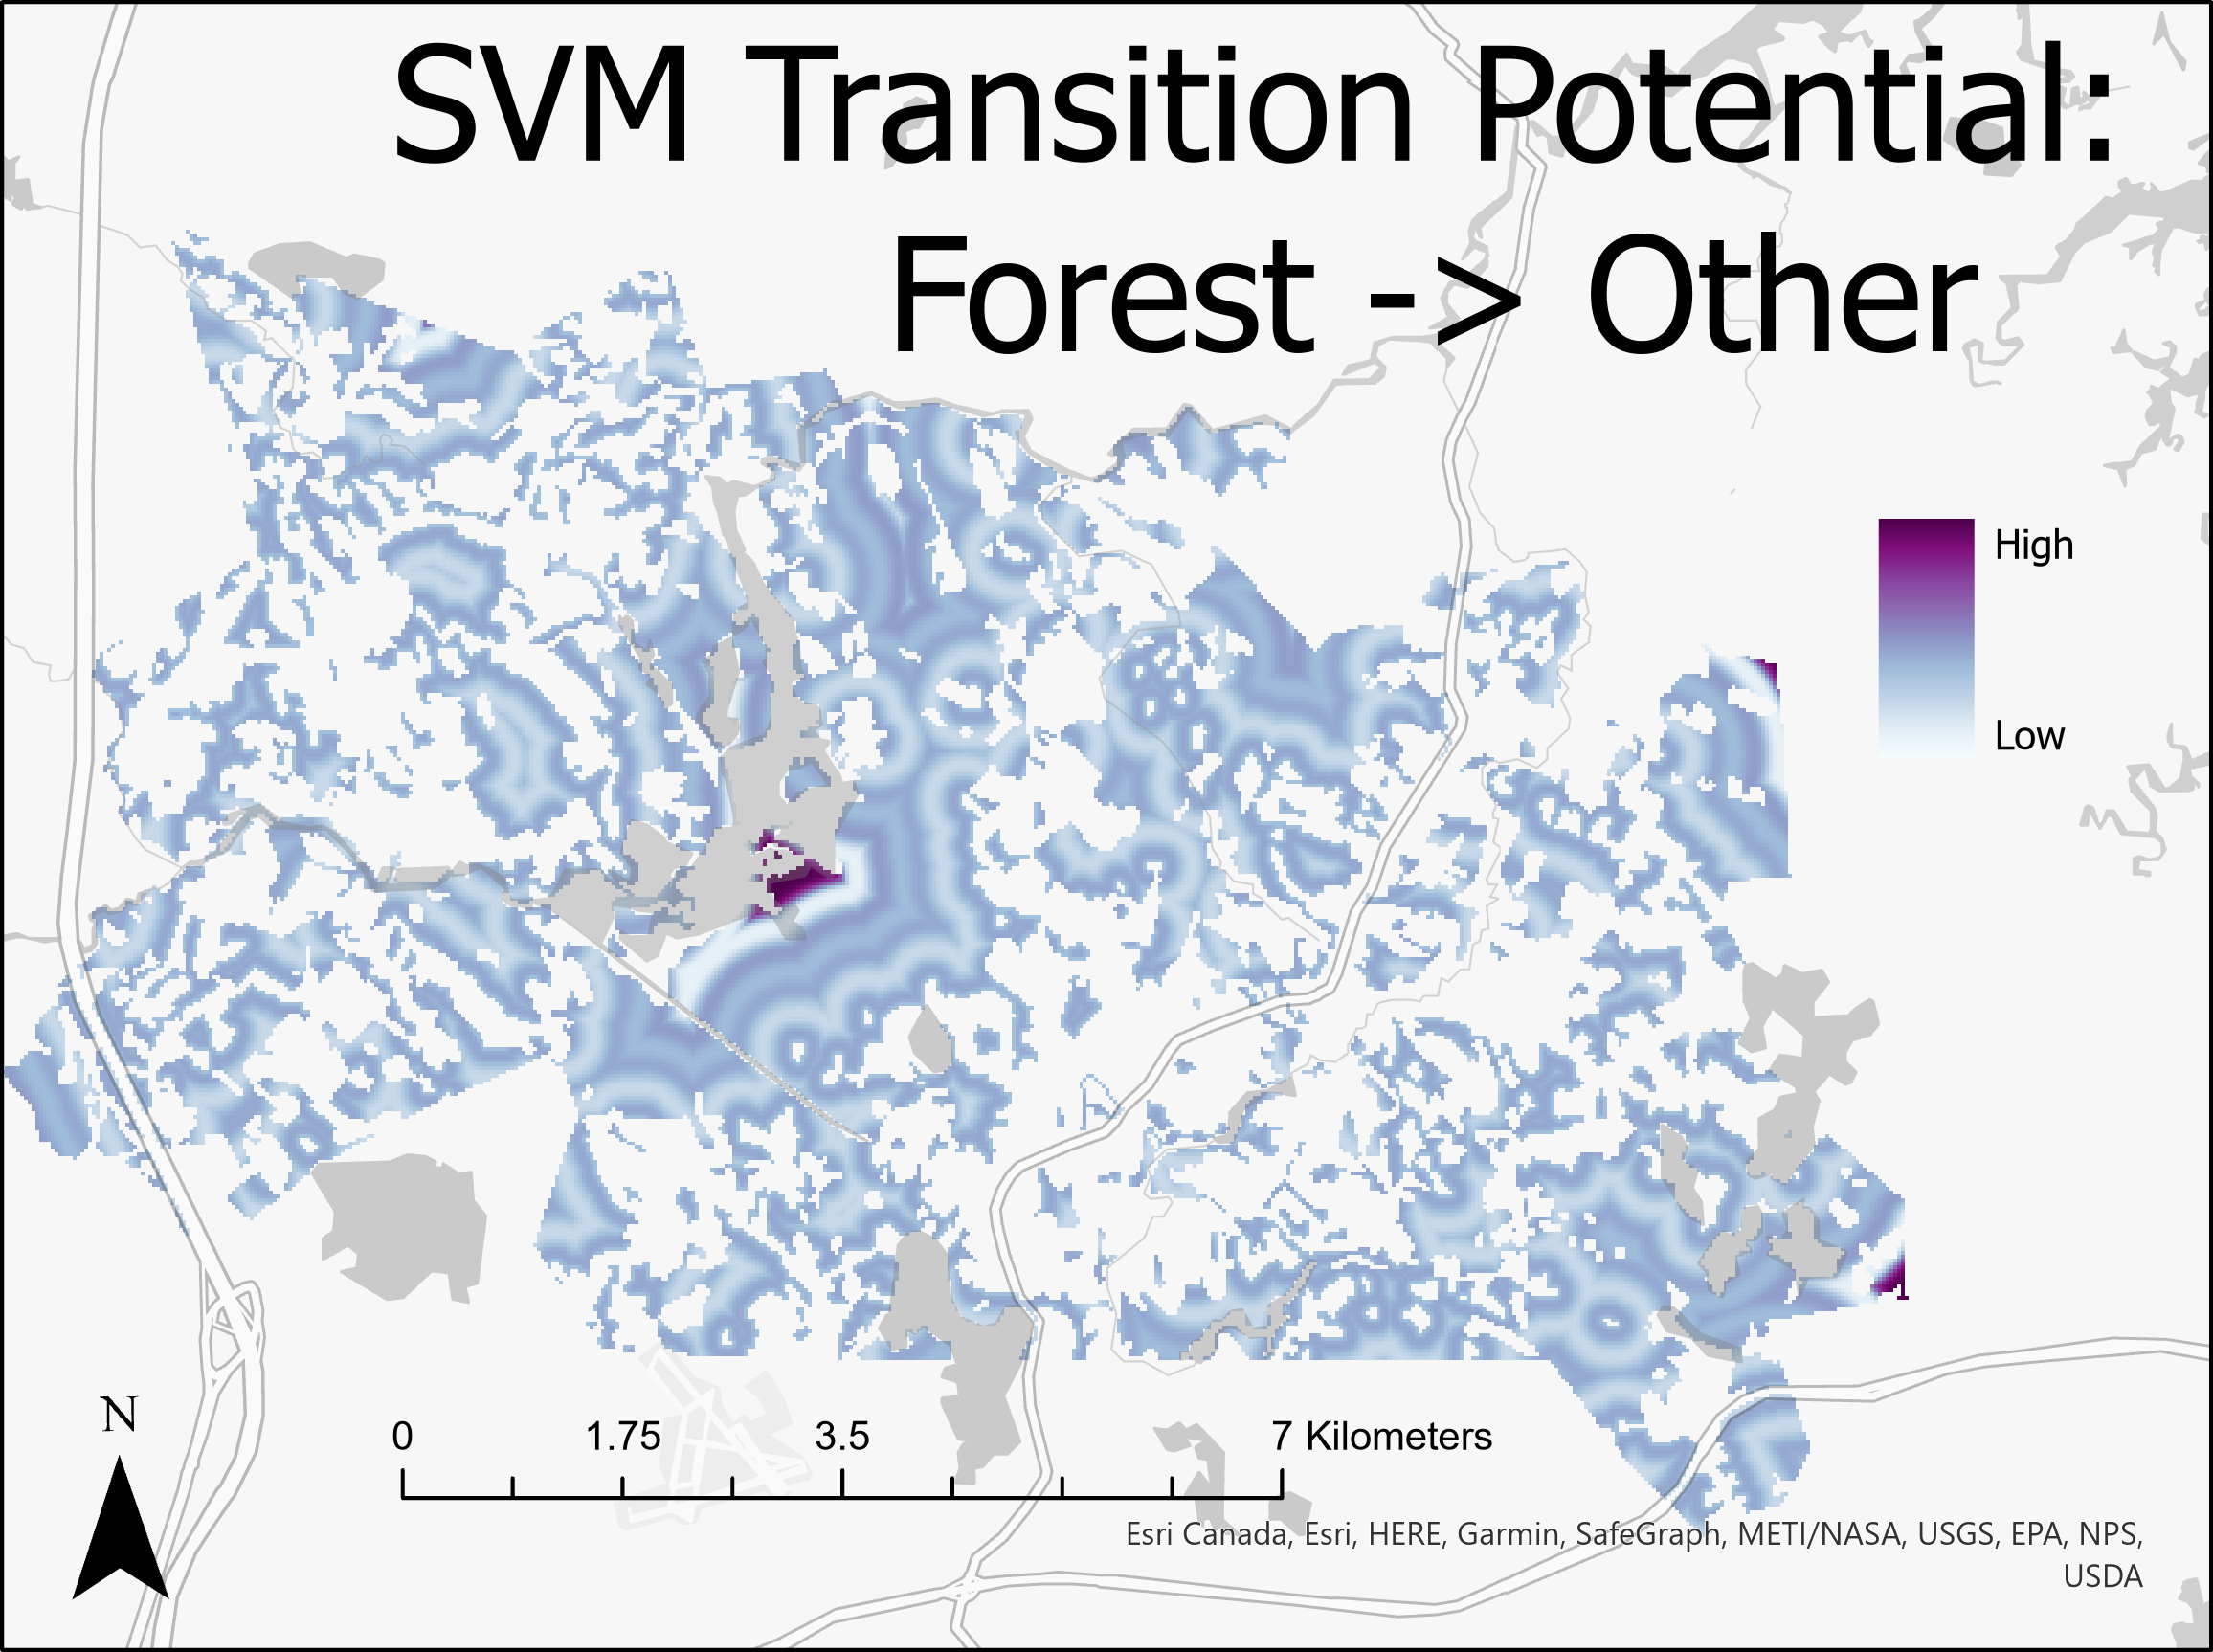 SVM Transition Potential:
Forest -> Other
High
Low
N
0 1.75 3.5 7 Kilometers
Esri Canada, Esri, HERE, Garmin, SafeGraph, METI/NASA, USGS, EPA, NPS,
USDA